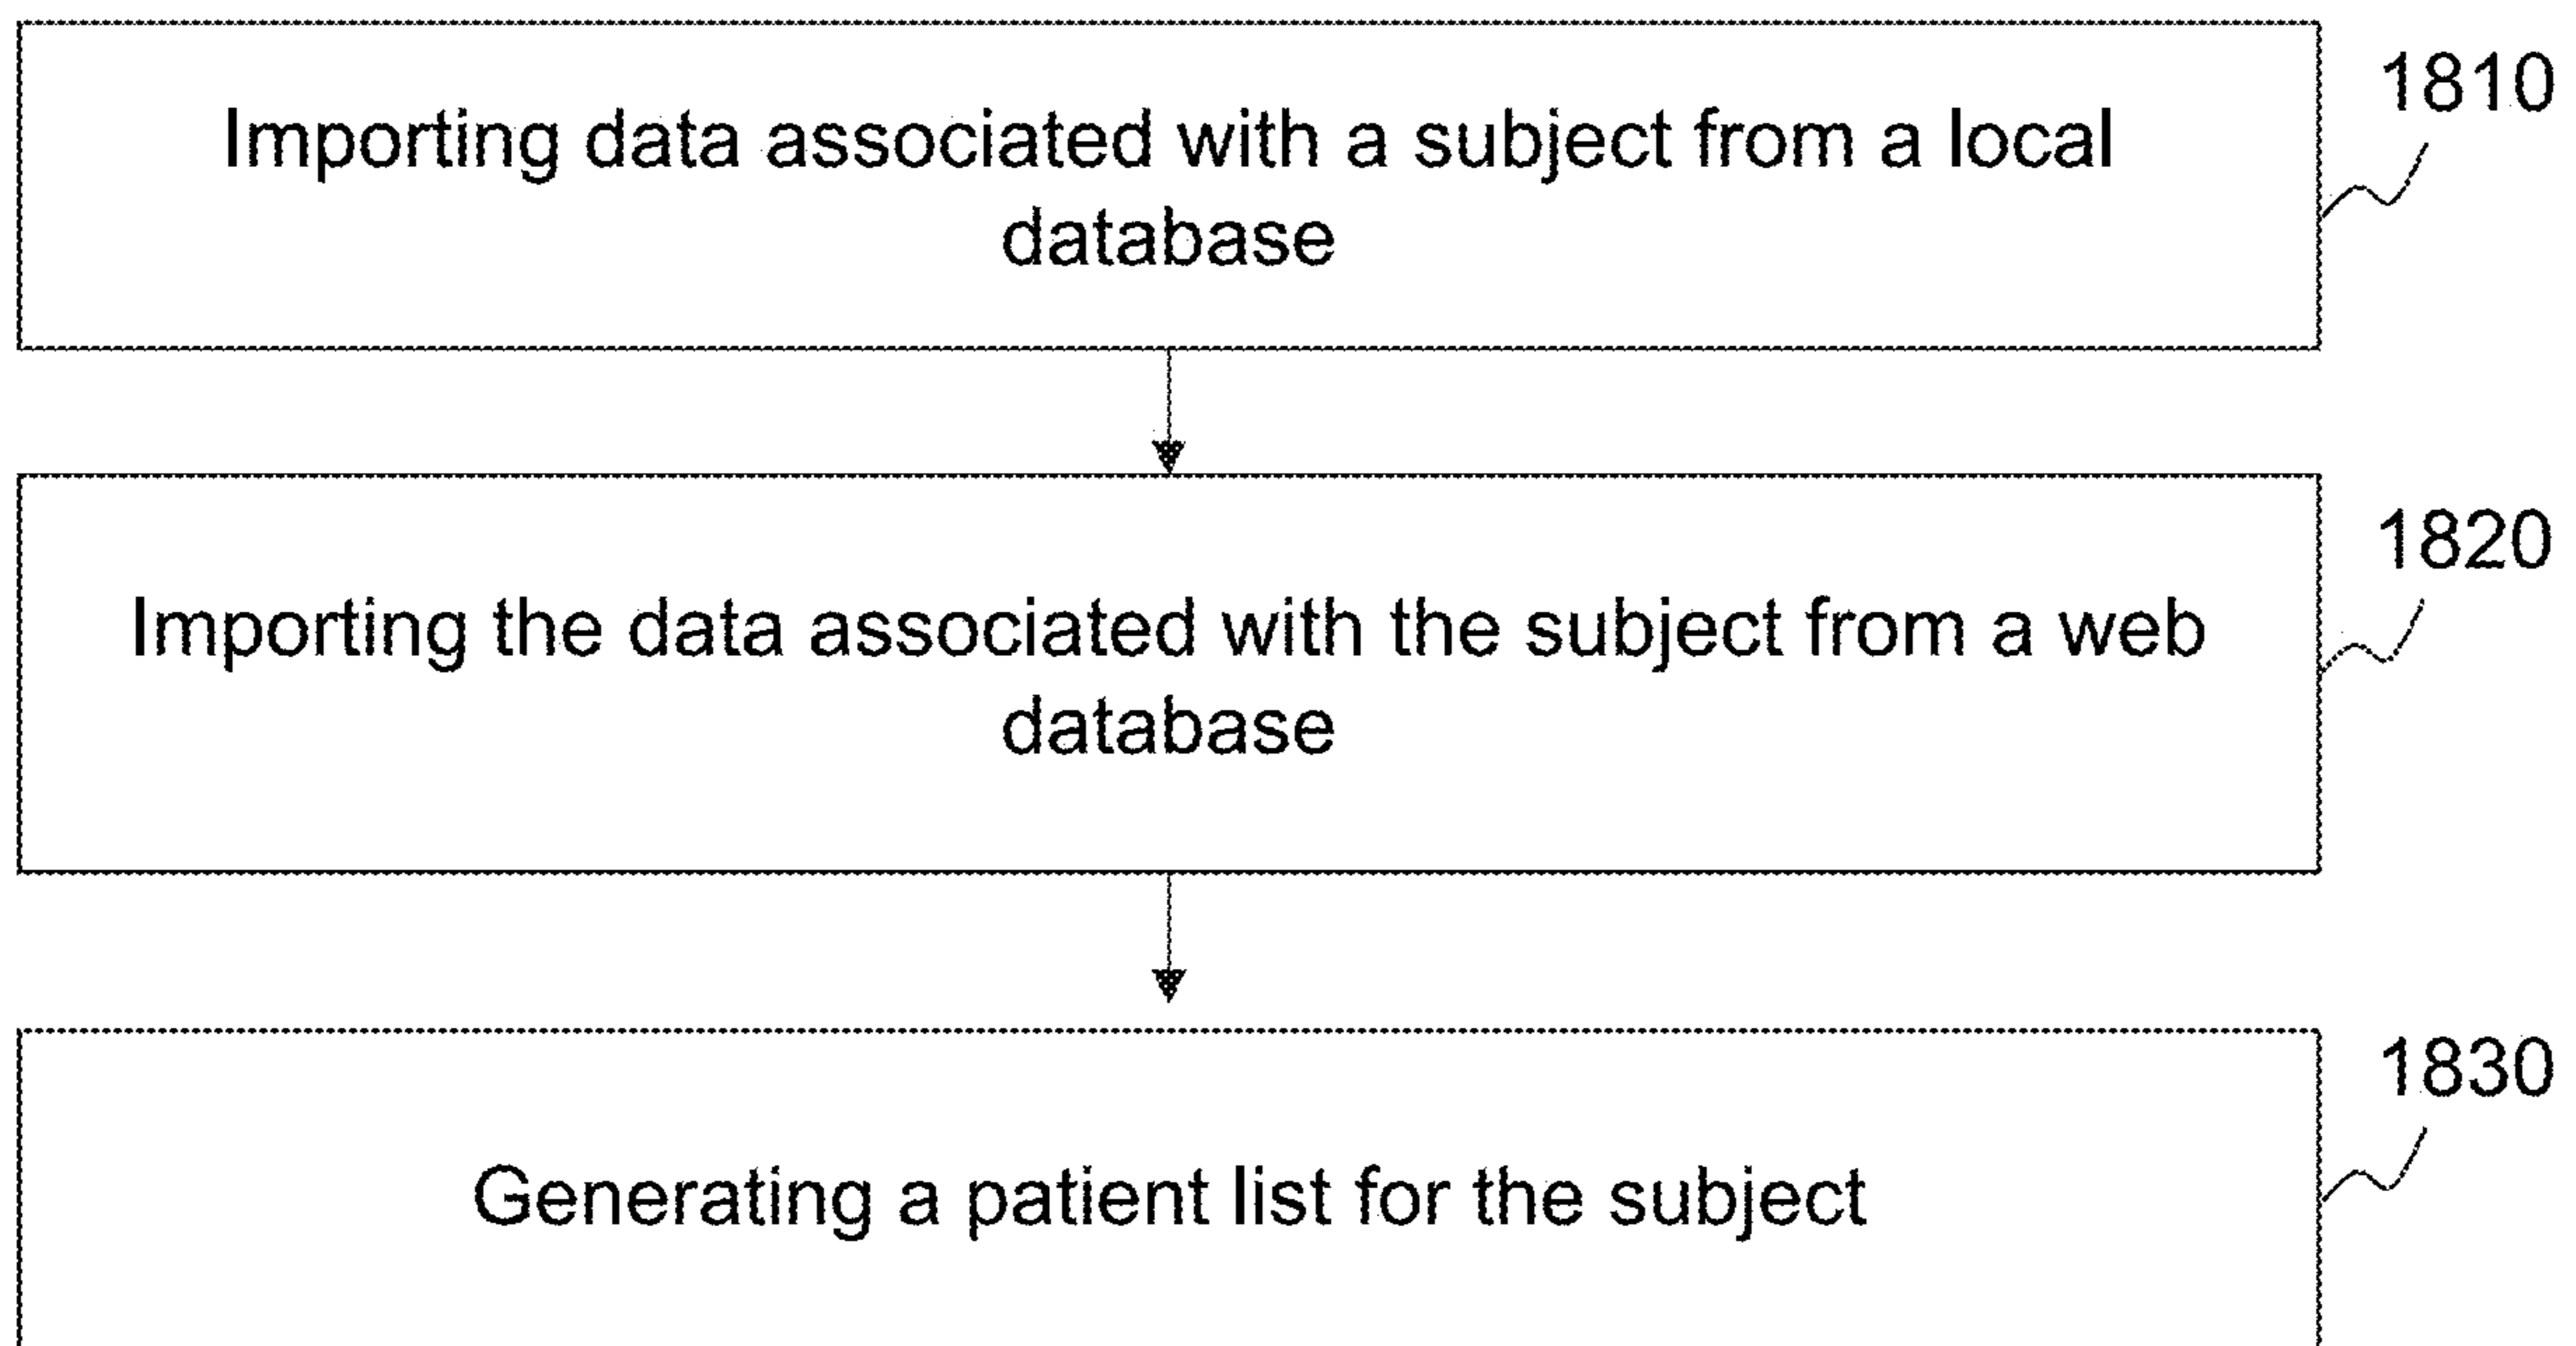 Importing data associated with a subject from a local
database
1810
Importing the data associated with the subject from a web
database
1820
Generating a patient list for the subject
1830